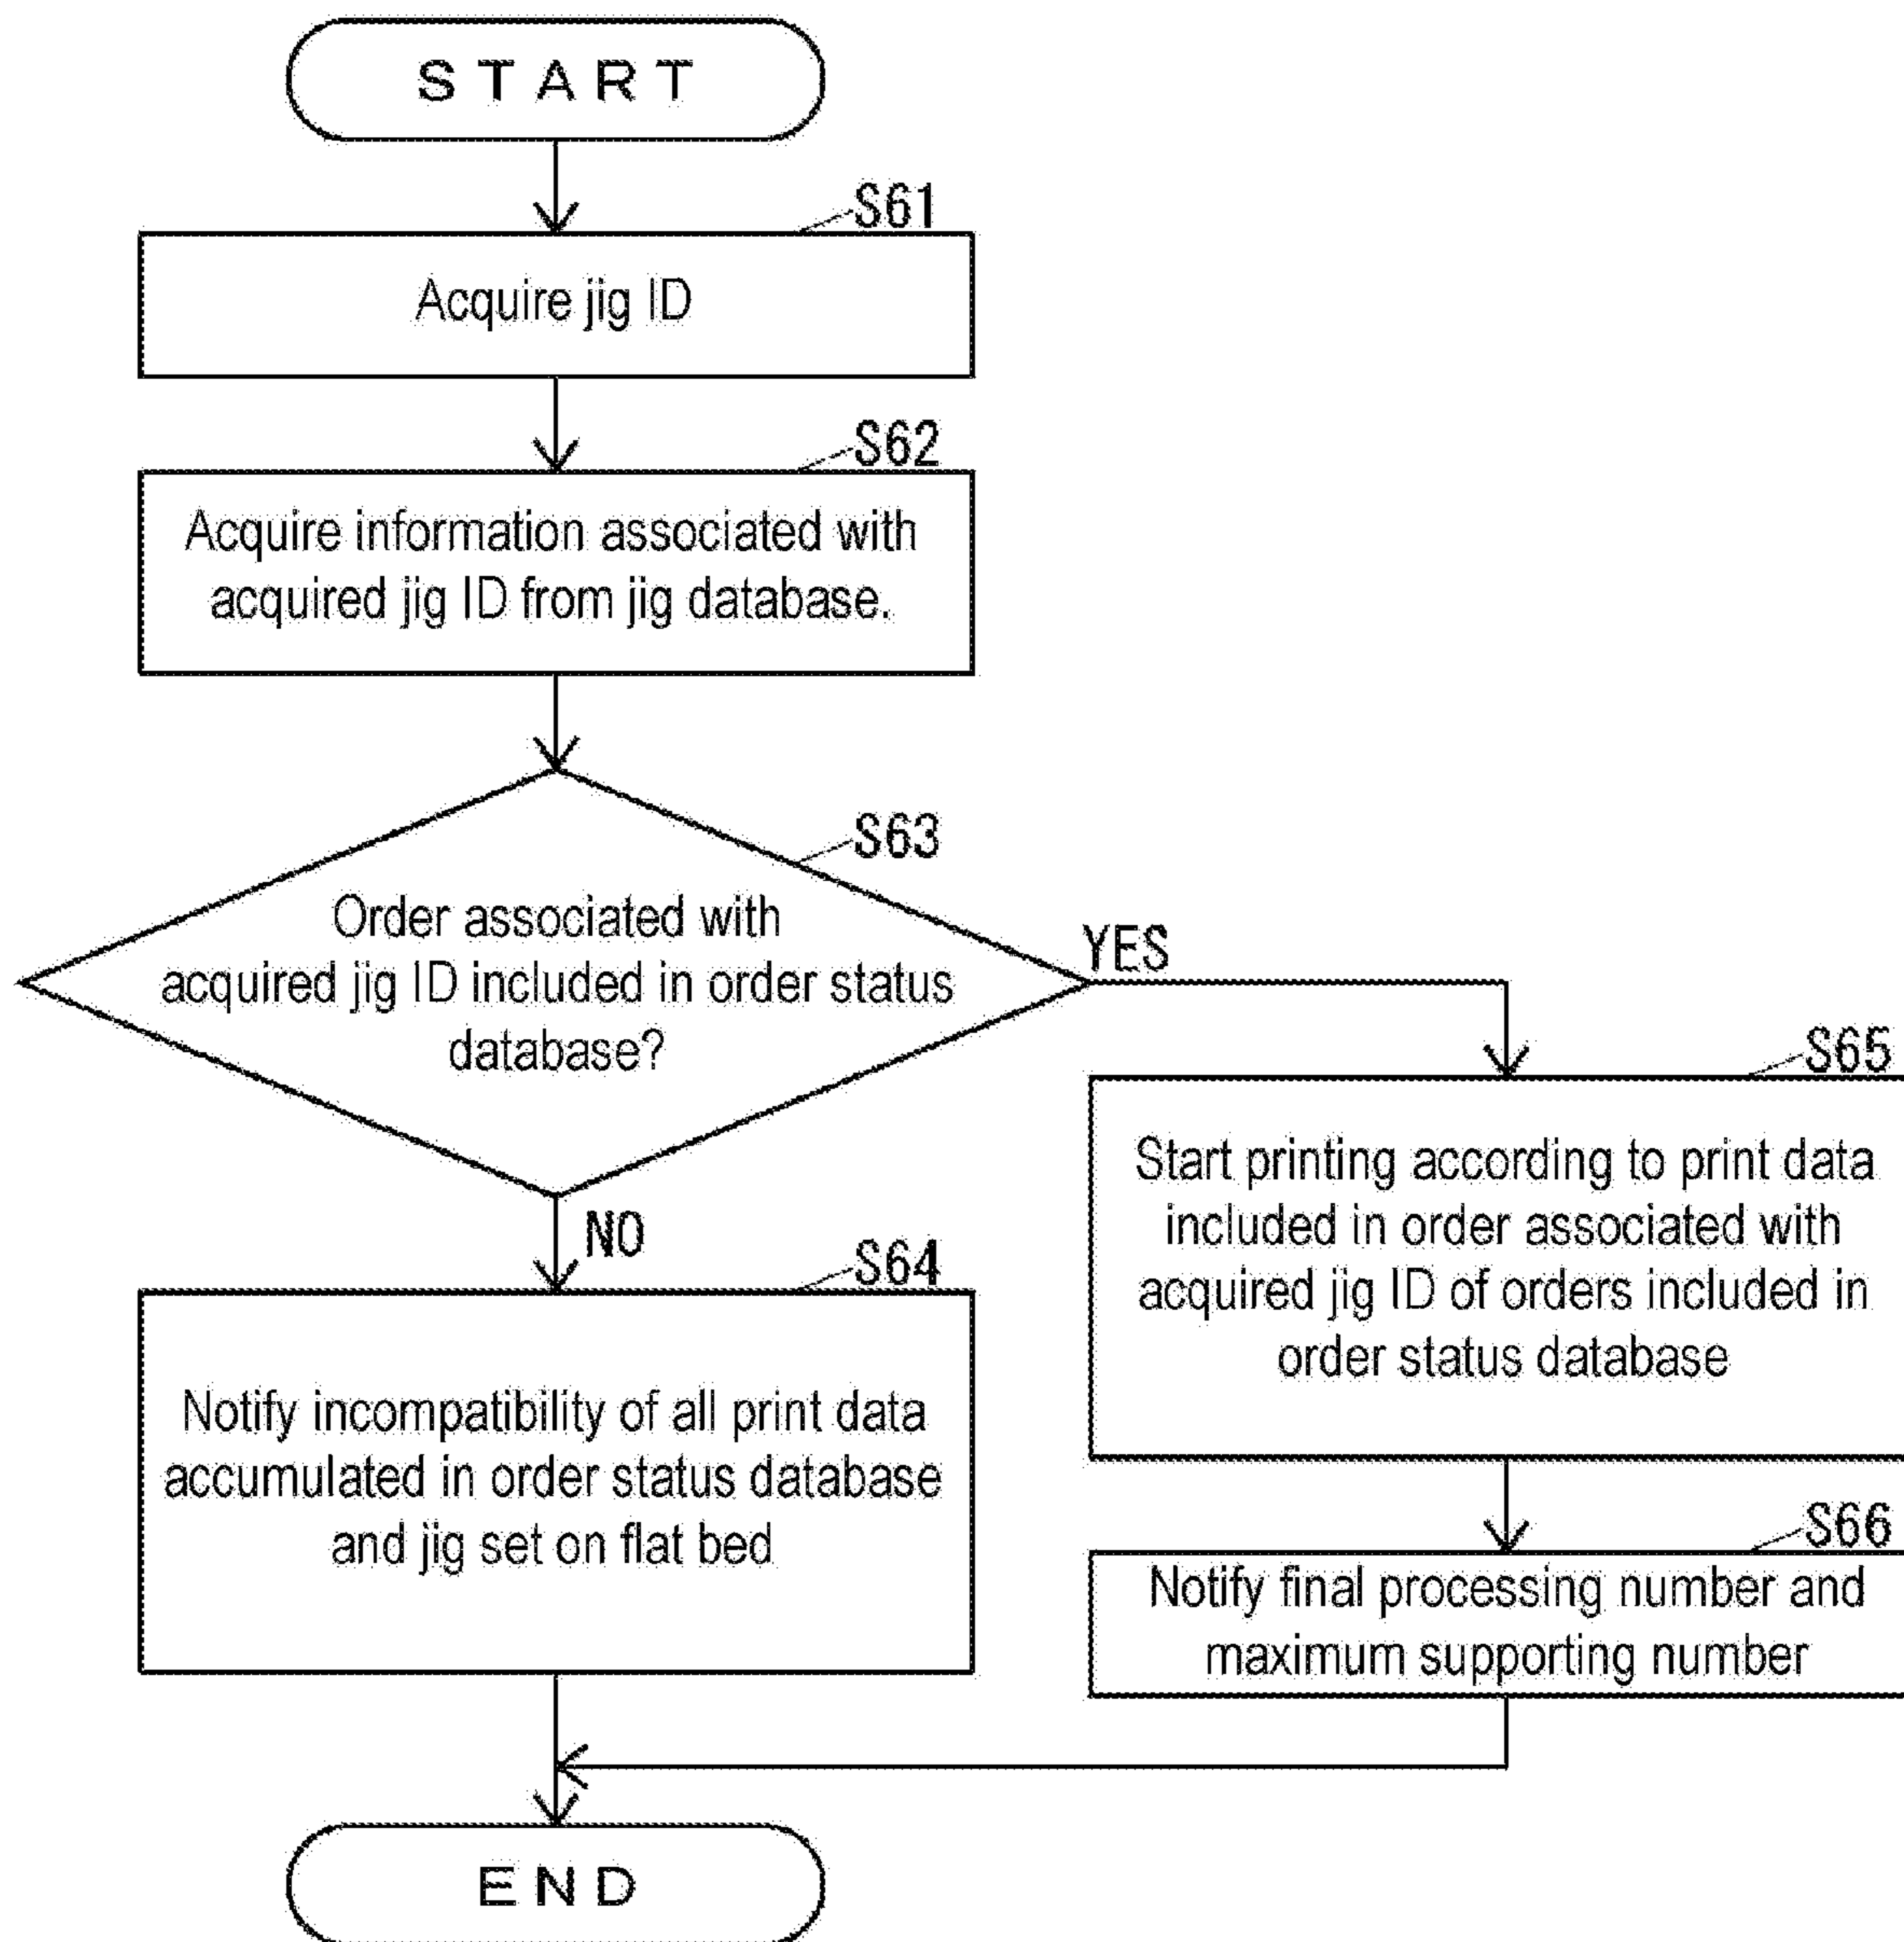 START
S61
Acquire jig ID
S62
Acquire information associated with
acquired jig ID from jig database.
S63
Order associated with
acquired jig ID included in order status
database?
YES
NO
S64
Notify incompatibility of all print data
accumulated in order status database
and jig set on flat bed
S65
Start printing according to print data
included in order associated with
acquired jig ID of orders included in
order status database
S66
Notify final processing number and
maximum supporting number
END